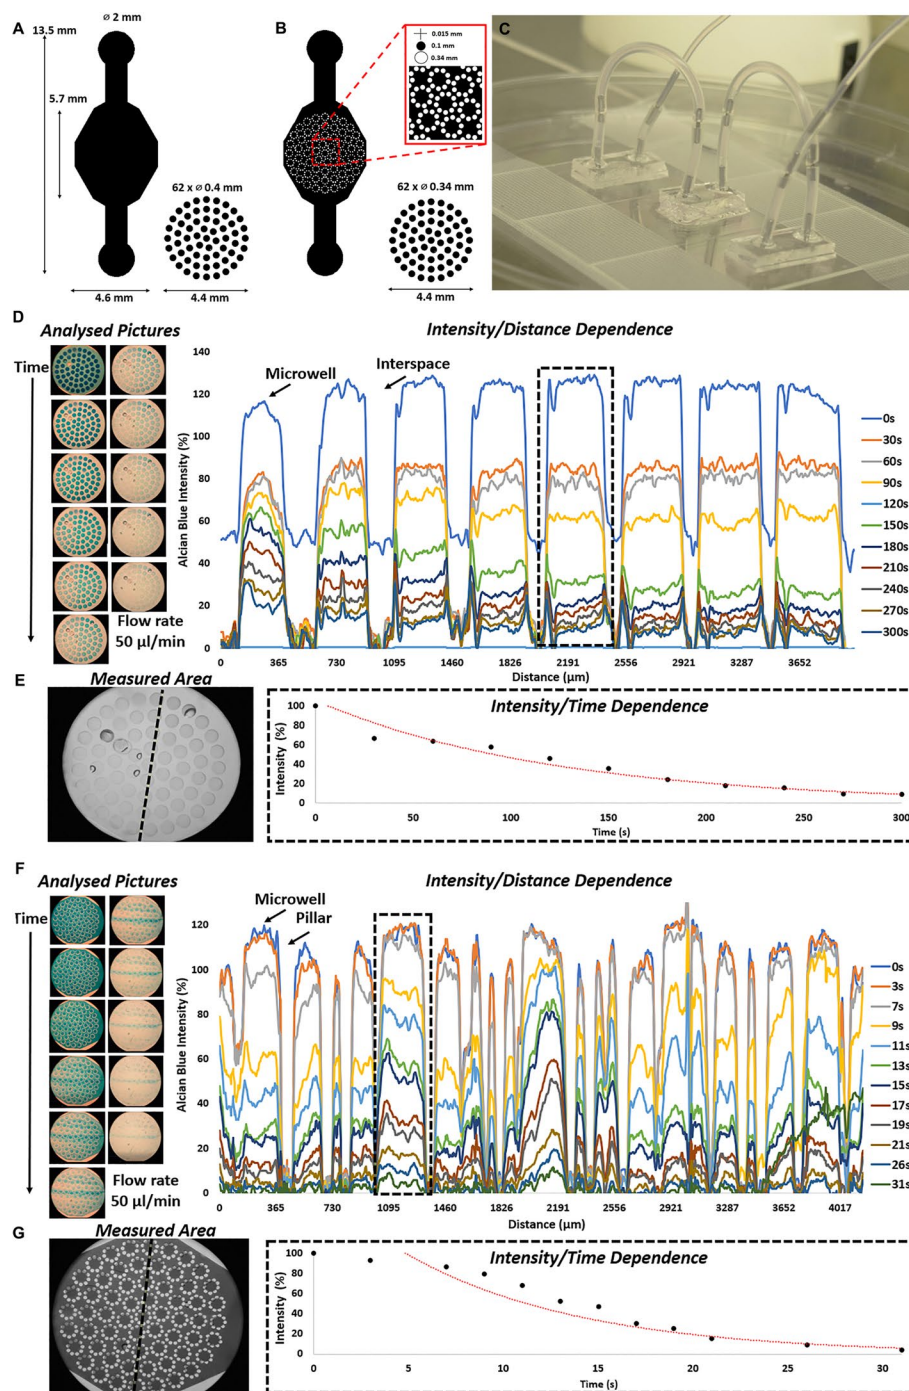 A
ø 2 mm
13.5 mm
5.7 mm
62 x ø 0.4 mm
4.6 mm
4.4 mm
B
0.015 mm
0.1 mm
0.34 mm
62 x ø 0.34 mm
4.4 mm
C
D
Analysed Pictures
Time
Flow rate
50 µl/min
Intensity/Distance Dependence
Alcian Blue Intensity (%)
140
120
100
80
60
40
20
0
Microwell
Interspace
0 365 730 1095 1460 1826 2191 2556 2921 3287 3652
Distance (µm)
0s
30s
60s
90s
120s
150s
180s
210s
240s
270s
300s
E
Measured Area
Intensity/Time Dependence
Intensity (%)
100
80
60
40
20
0
0 50 100 150 200 250 300
Time (s)
F
Analysed Pictures
Time
Flow rate
50 µl/min
Intensity/Distance Dependence
Alcian Blue Intensity (%)
120
100
80
60
40
20
0
Microwell
Pillar
0 365 730 1095 1460 1826 2191 2556 2921 3287 3652 4017
Distance (µm)
0s
3s
7s
9s
11s
13s
15s
17s
19s
21s
26s
31s
G
Measured Area
Intensity/Time Dependence
Intensity (%)
100
80
60
40
20
0
0 5 10 15 20 25 30
Time (s)